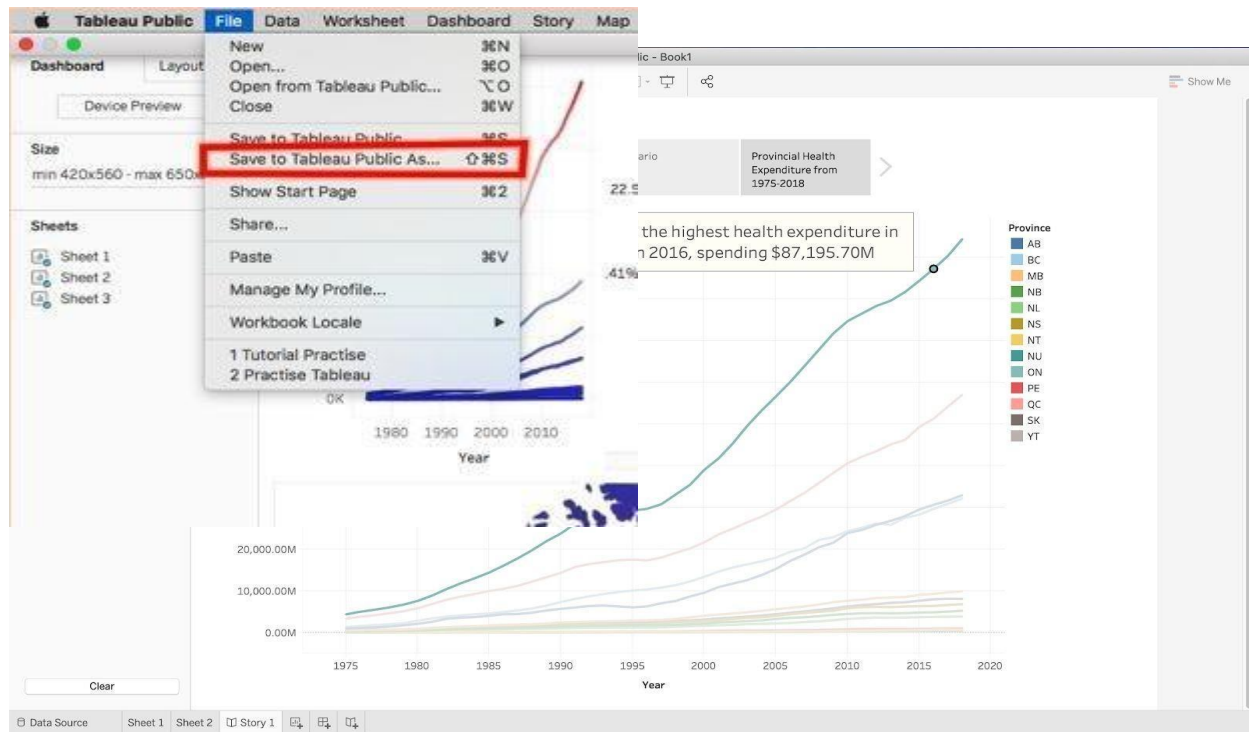 Tableau Public File Data Worksheet Dashboard Story Map
Dashboard Layout
Device Preview
Size
min 420x560 - max 650x
Sheets
Sheet 1
Sheet 2
Sheet 3
New ⌘N
Open... ⌘O
Open from Tableau Public... ⌥O
Close ⌘W
Save to Tableau Public ⌘S
Save to Tableau Public As... ⇧⌘S
Show Start Page ⌘2
Share...
Paste ⌘V
Manage My Profile...
Workbook Locale
1 Tutorial Practise
2 Practise Tableau
22.5
.41%
0K
1980 1990 2000 2010
Year
lic - Book1
Show Me
ario
Provincial Health
Expenditure from
1975-2018
the highest health expenditure in
n 2016, spending $87,195.70M
Province
AB
BC
MB
NB
NL
NS
NT
NU
ON
PE
QC
SK
YT
20,000.00M
10,000.00M
0.00M
1975 1980 1985 1990 1995 2000 2005 2010 2015 2020
Year
Clear
Data Source Sheet 1 Sheet 2 Story 1